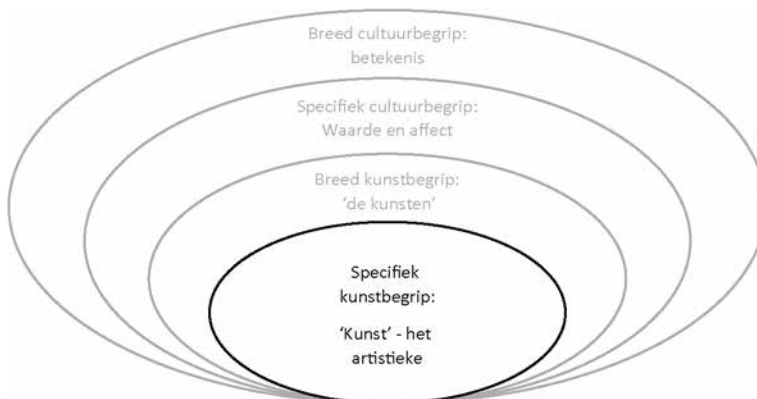 Breed cultuurbegrip:
betekenis
Specifiek cultuurbegrip:
Waarde en affect
Breed kunstbegrip:
‘de kunsten’
Specifiek
kunstbegrip:
‘Kunst’ - het
artistieke